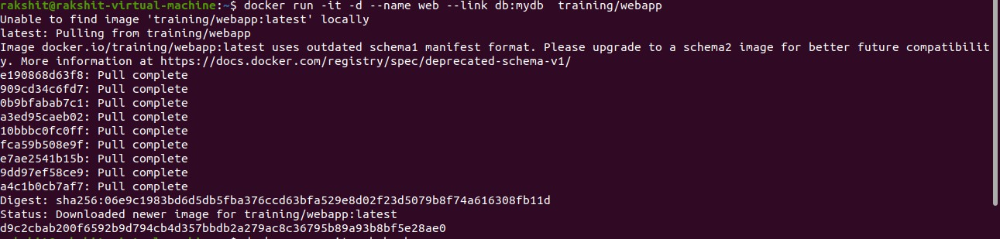 rakshit@rakshit-virtual-machine:~$ docker run -it -d --name web --link db:mydb  training/webapp
Unable to find image 'training/webapp:latest' locally
latest: Pulling from training/webapp
Image docker.io/training/webapp:latest uses outdated schema1 manifest format. Please upgrade to a schema2 image for better future compatibilit
y. More information at https://docs.docker.com/registry/spec/deprecated-schema-v1/
e190868d63f8: Pull complete
909cd34c6fd7: Pull complete
0b9bfabab7c1: Pull complete
a3ed95caeb02: Pull complete
10bbbc0fc0ff: Pull complete
fca59b508e9f: Pull complete
e7ae2541b15b: Pull complete
9dd97ef58ce9: Pull complete
a4c1b0cb7af7: Pull complete
Digest: sha256:06e9c1983bd6d5db5fba376ccd63bfa529e8d02f23d5079b8f74a616308fb11d
Status: Downloaded newer image for training/webapp:latest
d9c2cbab200f6592b9d794cb4d357bbdb2a279ac8c36795b89a93b8bf5e28ae0